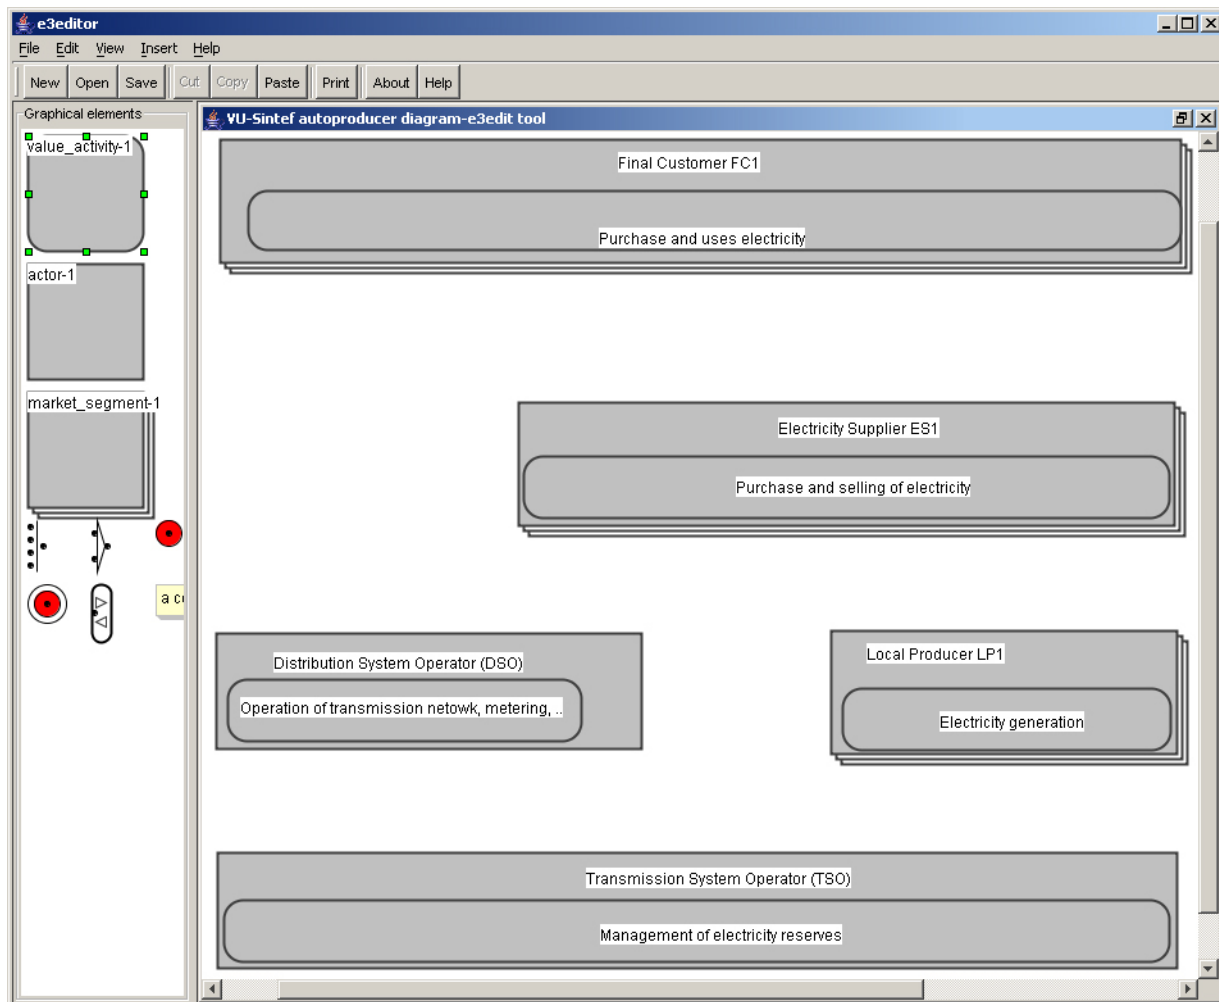 e3editor
File Edit View Insert Help
New Open Save Cut Copy Paste Print About Help
Graphical elements
value_activity-1
actor-1
market_segment-1
a
VU-Sintef autoproducer diagram-e3edit tool
Final Customer FC1
Purchase and uses electricity
Electricity Supplier ES1
Purchase and selling of electricity
Distribution System Operator (DSO)
Operation of transmission netowk, metering, ..
Local Producer LP1
Electricity generation
Transmission System Operator (TSO)
Management of electricity reserves